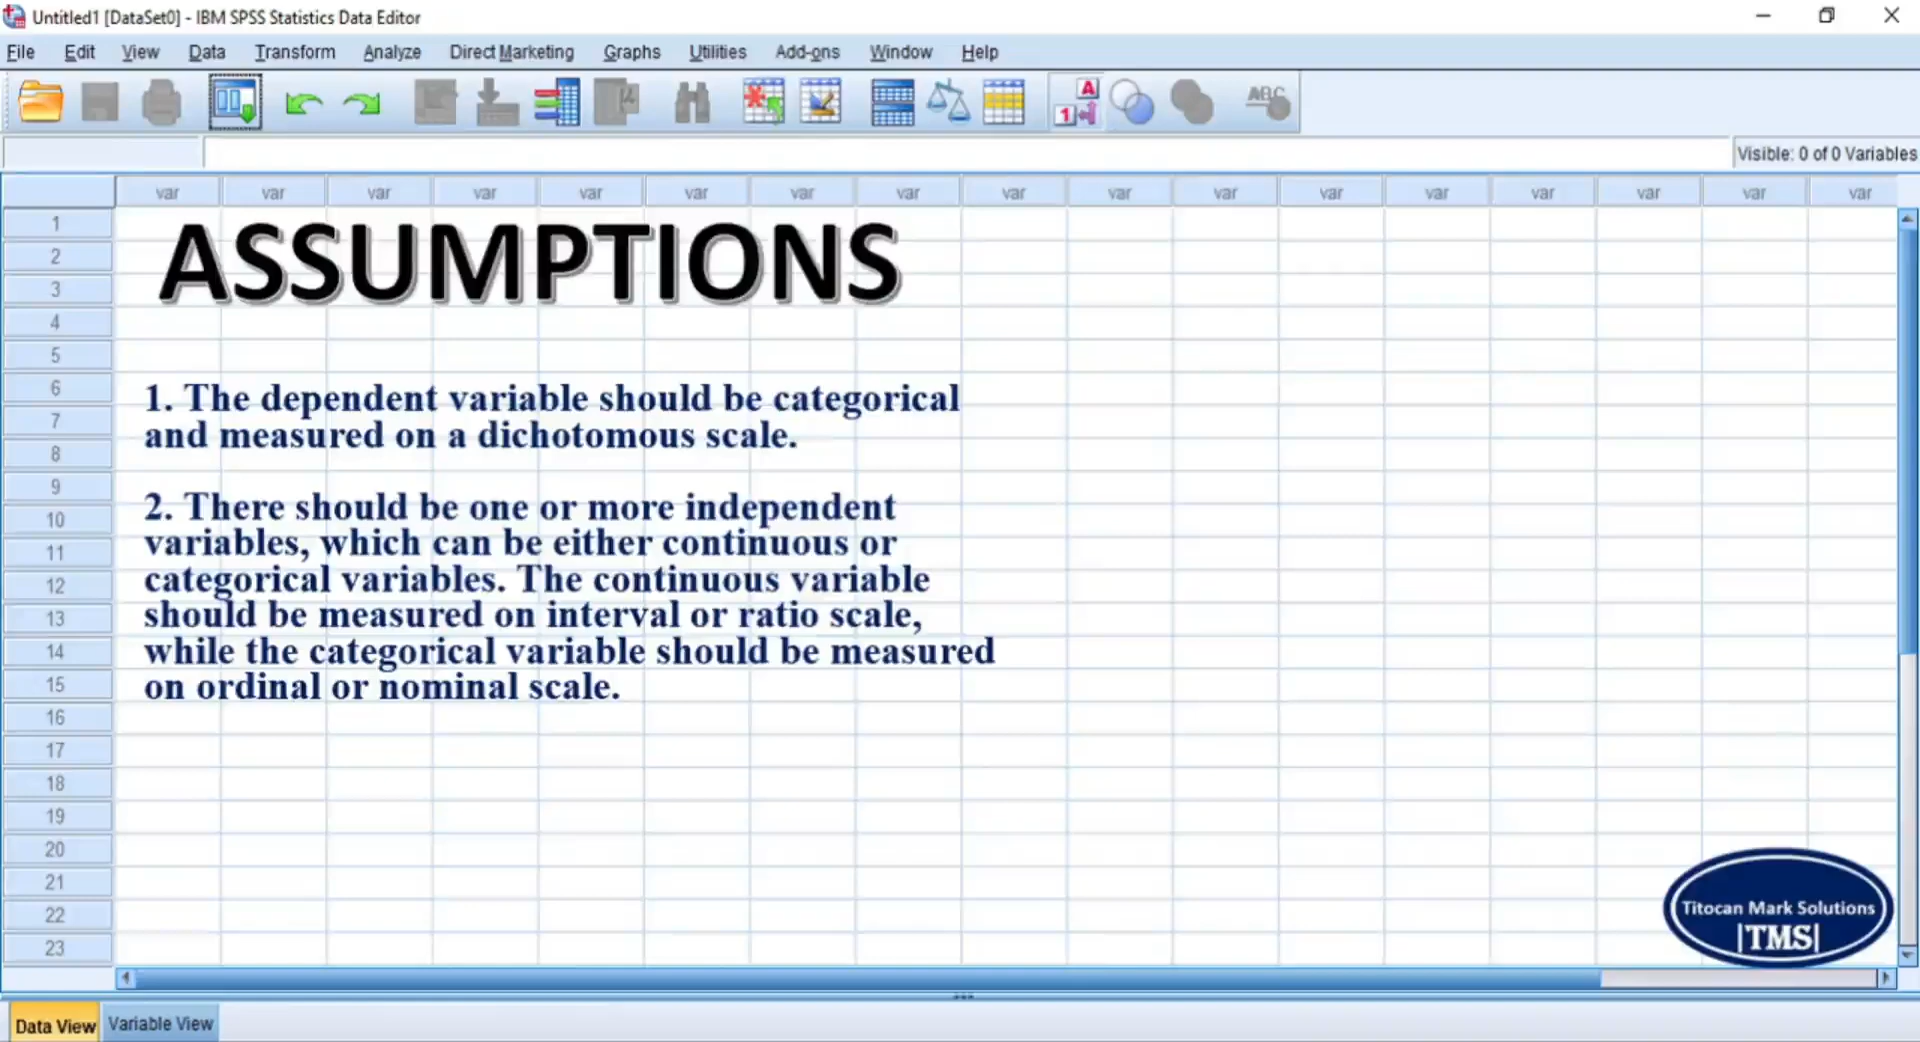 Untitled1 [DataSet0] - IBM SPSS Statistics Data Editor
File Edit View Data Transform Analyze Direct Marketing Graphs Utilities Add-ons Window Help
A
1
ABC
Visible: 0 of 0 Variables
var var var var var var var var var var var var var var var var var
1
2
3
ASSUMPTIONS
4
5
6
1. The dependent variable should be categorical
7
and measured on a dichotomous scale.
8
9
2. There should be one or more independent
10
variables, which can be either continuous or
11
categorical variables. The continuous variable
12
should be measured on interval or ratio scale,
13
while the categorical variable should be measured
14
on ordinal or nominal scale.
15
16
17
18
19
20
21
22
23
Titocan Mark Solutions
|TMS|
Data View Variable View